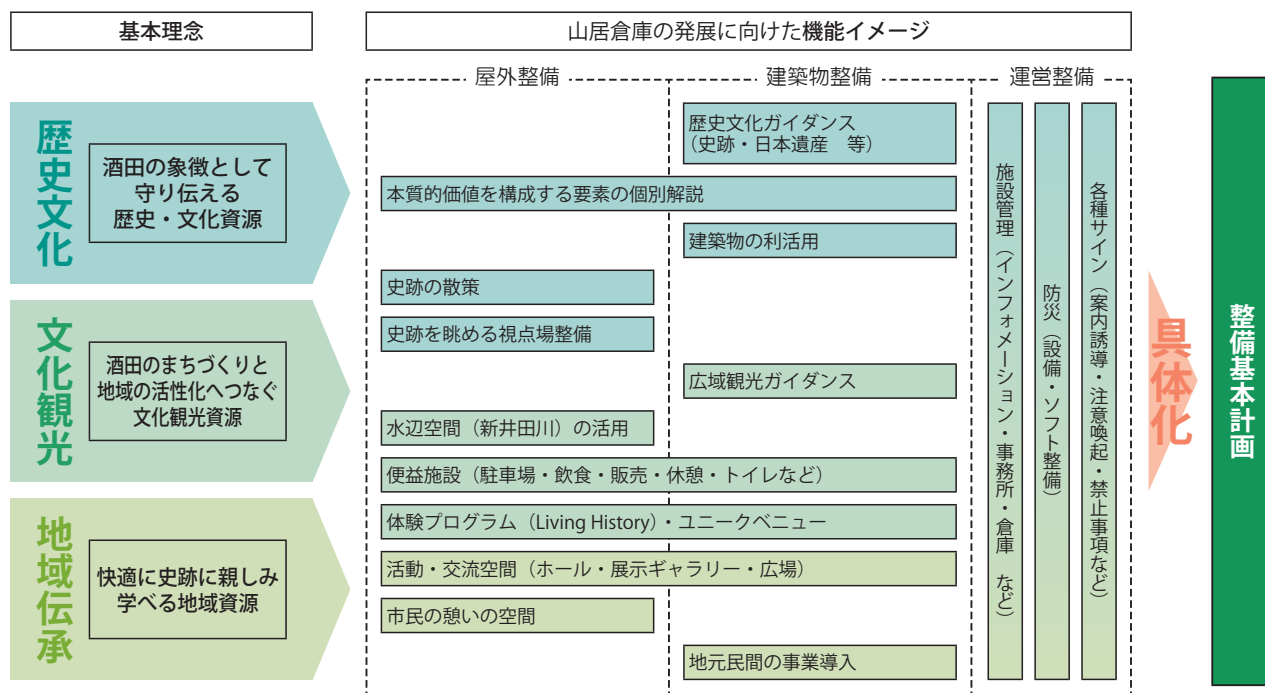 基本理念
山居倉庫の発展に向けた機能イメージ
屋外整備
建築物整備
運営整備
歴史文化
酒田の象徴として
守り伝える
歴史・文化資源
文化観光
酒田のまちづくりと
地域の活性化へつなぐ
文化観光資源
地域伝承
快適に史跡に親しみ
学べる地域資源
歴史文化ガイダンス
（史跡・日本遺産　等）
本質的価値を構成する要素の個別解説
建築物の利活用
史跡の散策
史跡を眺める視点場整備
広域観光ガイダンス
水辺空間（新井田川）の活用
便益施設（駐車場・飲食・販売・休憩・トイレなど）
体験プログラム（Living History）・ユニークベニュー
活動・交流空間（ホール・展示ギャラリー・広場）
市民の憩いの空間
地元民間の事業導入
施設管理（インフォメーション・事務所・倉庫　など）
防災（設備・ソフト整備）
各種サイン（案内誘導・注意喚起・禁止事項など）
具体化
整備基本計画